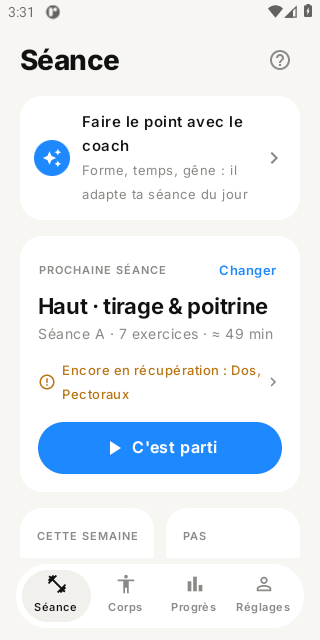 3:31
Séance
Faire le point avec le
coach
Forme, temps, gêne : il
adapte ta séance du jour
PROCHAINE SÉANCE
Changer
Haut · tirage & poitrine
Séance A · 7 exercices · ≈ 49 min
Encore en récupération : Dos,
Pectoraux
C'est parti
CETTE SEMAINE
PAS
Séance
Corps
Progrès
Réglages